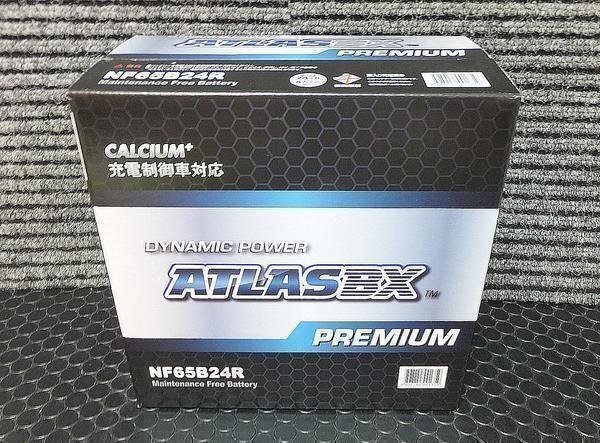 ATLASBX
PREMIUM
NF65B24R
Maintenance Free Battery
CALCIUM+
充電制御車対応
DYNAMIC POWER
ATLASBX TM
PREMIUM
NF65B24R
Maintenance Free Battery